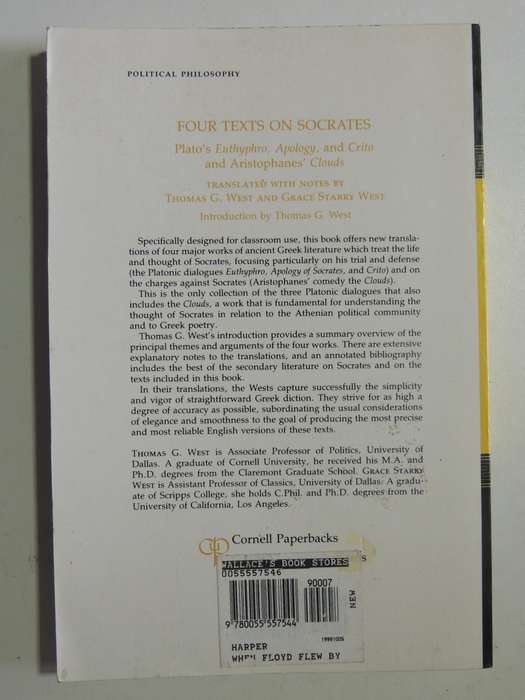 POLITICAL PHILOSOPHY
FOUR TEXTS ON SOCRATES
Plato's Euthyphro, Apology, and Crito
and Aristophanes' Clouds
TRANSLATED WITH NOTES BY
THOMAS G. WEST AND GRACE STARRY WEST
Introduction by Thomas G. West
Specifically designed for classroom use, this book offers new transla-
tions of four major works of ancient Greek literature which treat the life
and thought of Socrates, focusing particularly on his trial and defense
(the Platonic dialogues Euthyphro, Apology of Socrates, and Crito) and on
the charges against Socrates (Aristophanes' comedy the Clouds).
This is the only collection of the three Platonic dialogues that also
includes the Clouds, a work that is fundamental for understanding the
thought of Socrates in relation to the Athenian political community
and to Greek poetry.
Thomas G. West's introduction provides a summary overview of the
principal themes and arguments of the four works. There are extensive
explanatory notes to the translations, and an annotated bibliography
includes the best of the secondary literature on Socrates and on the
texts included in this book.
In their translations, the Wests capture successfully the simplicity
and vigor of straightforward Greek diction. They strive for as high a
degree of accuracy as possible, subordinating the usual considerations
of elegance and smoothness to the goal of producing the most precise
and most reliable English versions of these texts.
THOMAS G. WEST is Associate Professor of Politics, University of
Dallas. A graduate of Cornell University, he received his M.A. and
Ph.D. degrees from the Claremont Graduate School. GRACE STARRY
WEST is Assistant Professor of Classics, University of Dallas. A gradu-
ate of Scripps College, she holds C.Phil. and Ph.D. degrees from the
University of California, Los Angeles.
Cornell Paperbacks
WALLACE'S BOOK STORES
0055557546
90007
NEW
9 780055 557544
19981005
HARPER
FLOYD FLEW BY